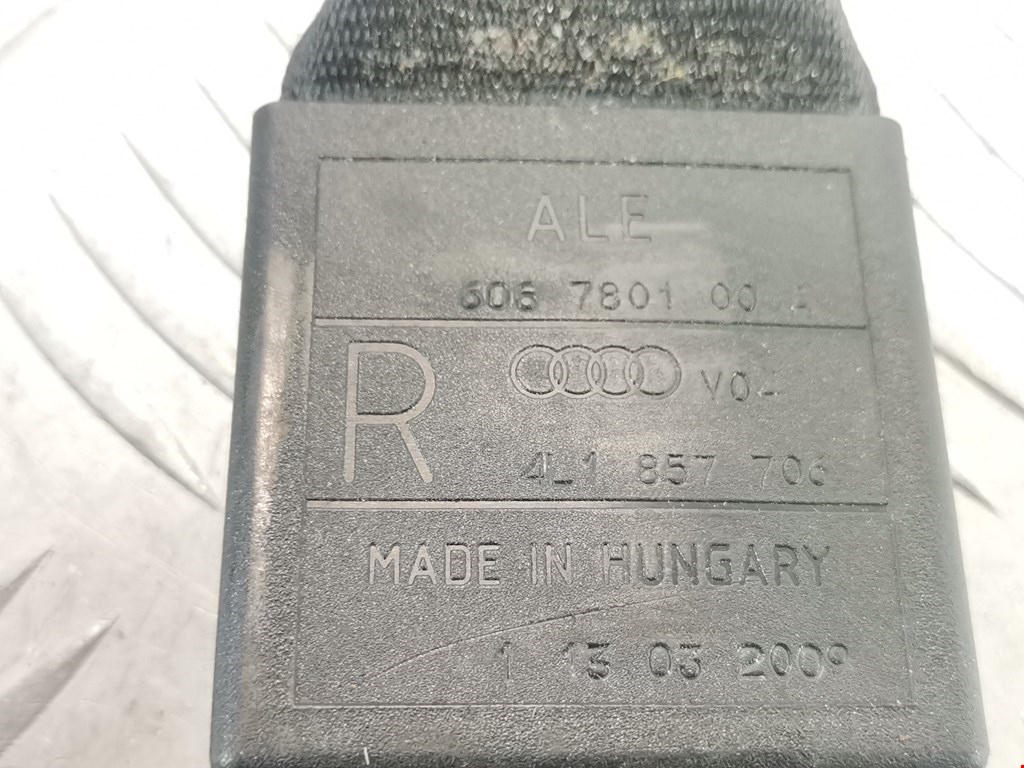 ALE
606 7801 00 A
R
V04
4L1 857 706
MADE IN HUNGARY
1 13 03 2009